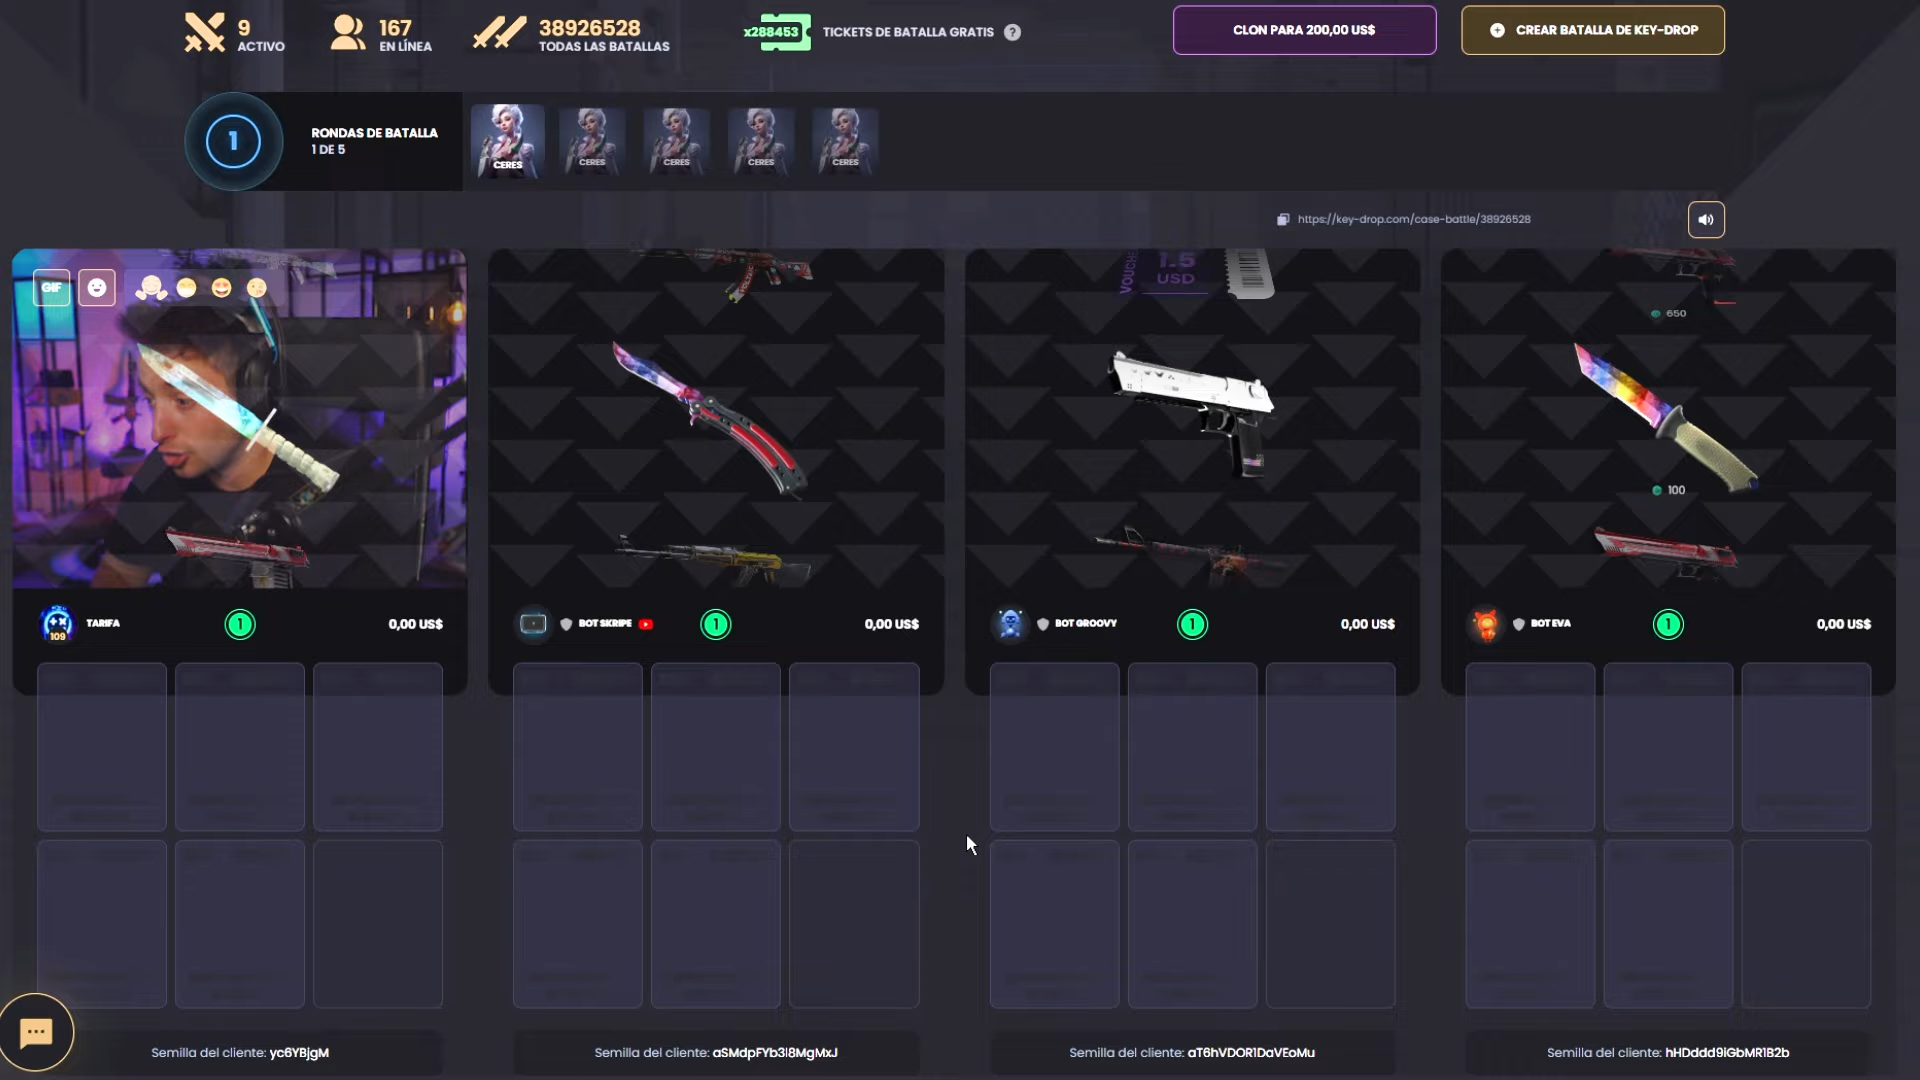 9
ACTIVO
167
EN LÍNEA
38926528
TODAS LAS BATALLAS
x288453
TICKETS DE BATALLA GRATIS
?
CLON PARA 200,00 US$
CREAR BATALLA DE KEY-DROP
1
RONDAS DE BATALLA
1 DE 5
CERES
CERES
CERES
CERES
CERES
https://key-drop.com/case-battle/38926528
GIF
1.5
USD
650
100
109
TARIFA
1
0,00 US$
BOT SKRIPE
1
0,00 US$
BOT GROOVY
1
0,00 US$
BOT EVA
1
0,00 US$
Semilla del cliente: yc6YBjgM
Semilla del cliente: aSMdpFYb3l8MgMxJ
Semilla del cliente: aT6hVDOR1DaVEoMu
Semilla del cliente: hHDddd9iGbMR1B2b